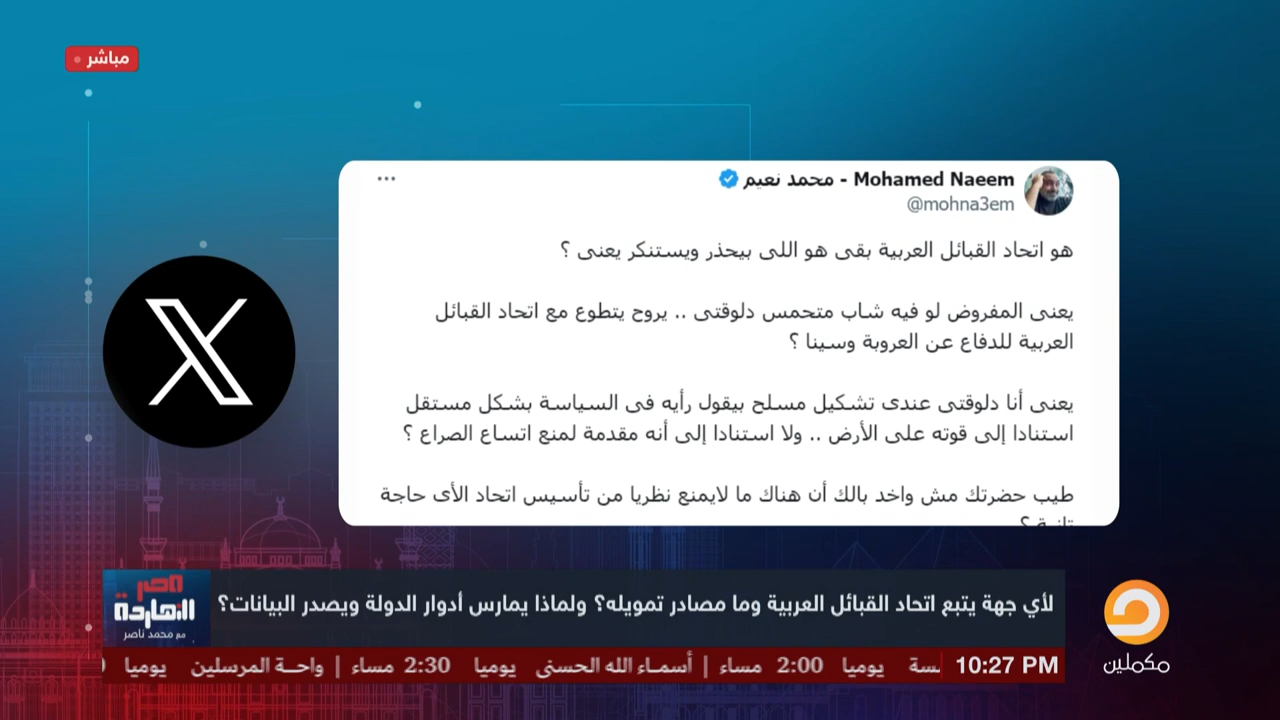 مباشر
Mohamed Naeem - محمد نعيم
@mohna3em
هو اتحاد القبائل العربية بقى هو اللى بيحذر ويستنكر يعنى ؟
يعنى المفروض لو فيه شاب متحمس دلوقتى .. يروح يتطوع مع اتحاد القبائل
العربية للدفاع عن العروبة وسينا ؟
يعنى أنا دلوقتى عندى تشكيل مسلح بيقول رأيه فى السياسة بشكل مستقل
استنادا إلى قوته على الأرض .. ولا استنادا إلى أنه مقدمة لمنع اتساع الصراع ؟
طيب حضرتك مش واخد بالك أن هناك ما لايمنع نظريا من تأسيس اتحاد الأى حاجة
X
مصر
النهاردة
مع محمد ناصر
لأي جهة يتبع اتحاد القبائل العربية وما مصادر تمويله؟ ولماذا يمارس أدوار الدولة ويصدر البيانات؟
10:27 PM
يوميا 2:00 مساء | أسماء الله الحسنى يوميا 2:30 مساء | واحة المرسلين يوميا
مكملين